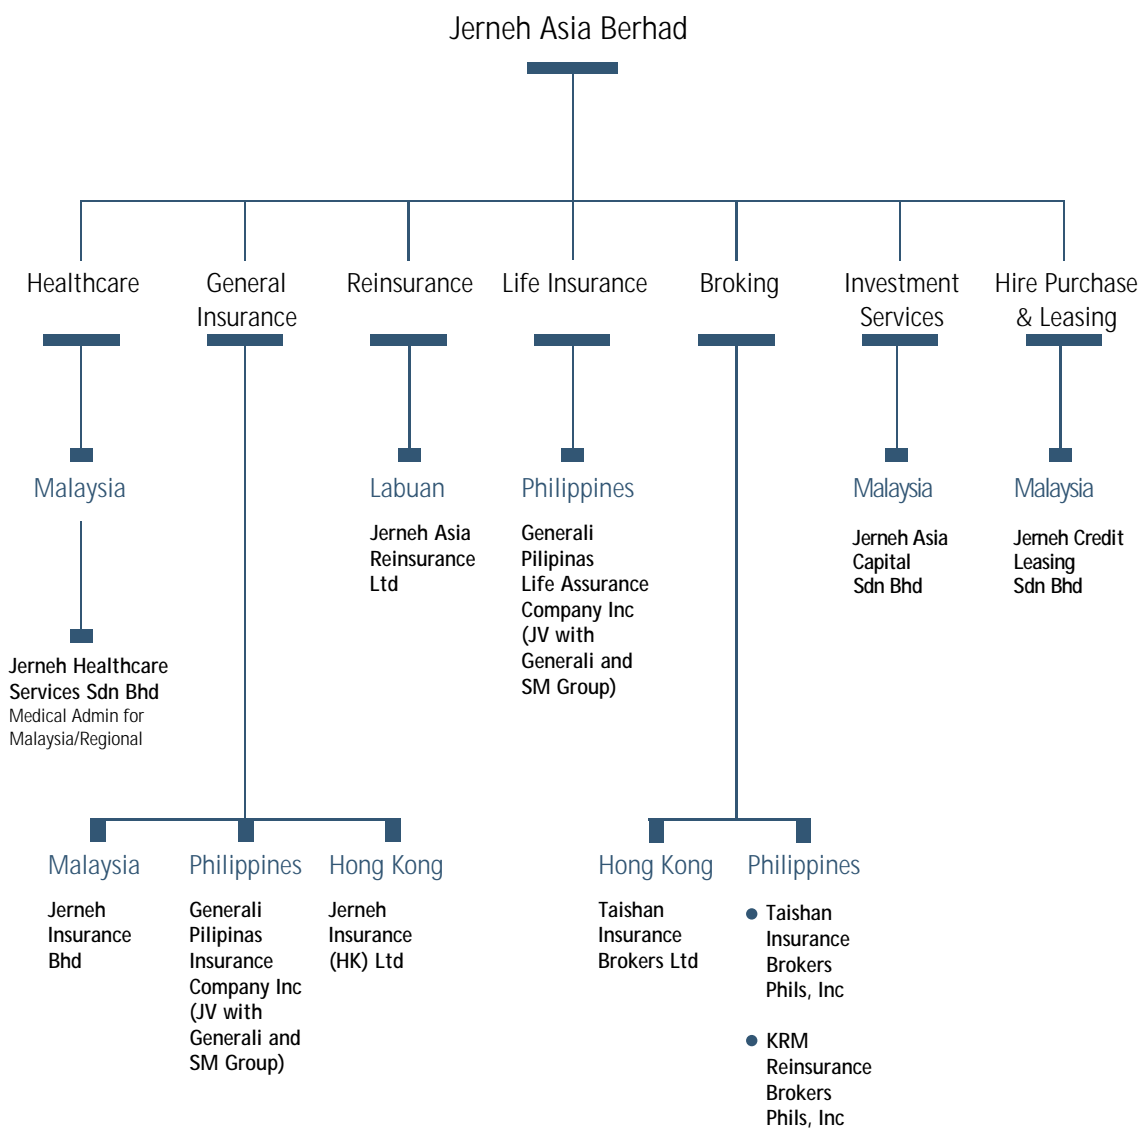 Jerneh Asia Berhad
Healthcare
General
Insurance
Reinsurance
Life Insurance
Broking
Investment
Services
Hire Purchase
& Leasing
Malaysia
Jerneh Healthcare
Services Sdn Bhd
Medical Admin for
Malaysia/Regional
Labuan
Jerneh Asia
Reinsurance
Ltd
Philippines
Generali
Pilipinas
Life Assurance
Company Inc
(JV with
Generali and
SM Group)
Malaysia
Jerneh Asia
Capital
Sdn Bhd
Malaysia
Jerneh Credit
Leasing
Sdn Bhd
Malaysia
Jerneh
Insurance
Bhd
Philippines
Generali
Pilipinas
Insurance
Company Inc
(JV with
Generali and
SM Group)
Hong Kong
Jerneh
Insurance
(HK) Ltd
Hong Kong
Taishan
Insurance
Brokers Ltd
Philippines
● Taishan
Insurance
Brokers
Phils, Inc
● KRM
Reinsurance
Brokers
Phils, Inc